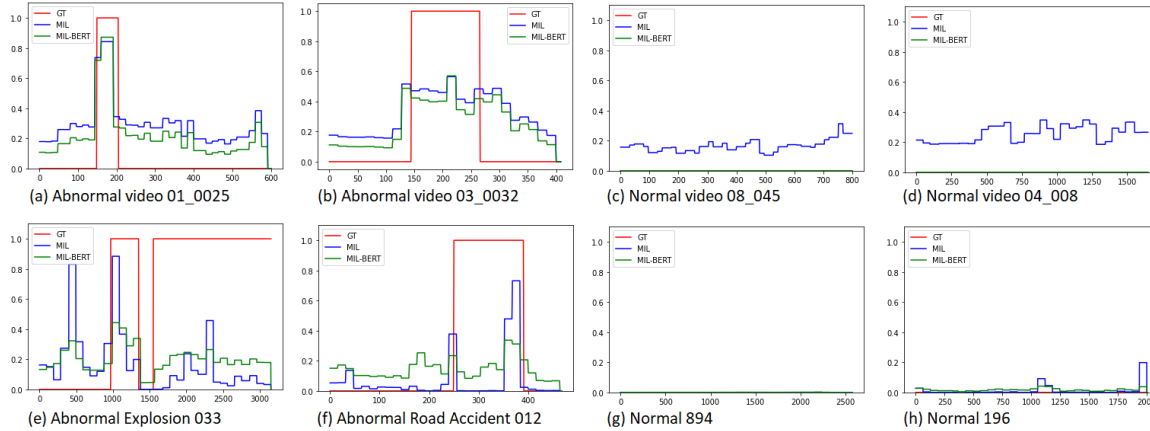 GT
MIL
MIL-BERT
1.0
0.8
0.6
0.4
0.2
0.0
0 100 200 300 400 500 600
(a) Abnormal video 01_0025
GT
MIL
MIL-BERT
1.0
0.8
0.6
0.4
0.2
0.0
0 50 100 150 200 250 300 350 400
(b) Abnormal video 03_0032
GT
MIL
MIL-BERT
1.0
0.8
0.6
0.4
0.2
0.0
0 100 200 300 400 500 600 700 800
(c) Normal video 08_045
GT
MIL
MIL-BERT
1.0
0.8
0.6
0.4
0.2
0.0
0 250 500 750 1000 1250 1500
(d) Normal video 04_008
GT
MIL
MIL-BERT
1.0
0.8
0.6
0.4
0.2
0.0
0 500 1000 1500 2000 2500 3000
(e) Abnormal Explosion 033
GT
MIL
MIL-BERT
1.0
0.8
0.6
0.4
0.2
0.0
0 100 200 300 400
(f) Abnormal Road Accident 012
GT
MIL
MIL-BERT
1.0
0.8
0.6
0.4
0.2
0.0
0 500 1000 1500 2000 2500
(g) Normal 894
GT
MIL
MIL-BERT
1.0
0.8
0.6
0.4
0.2
0.0
0 250 500 750 1000 1250 1500 1750
(h) Normal 196